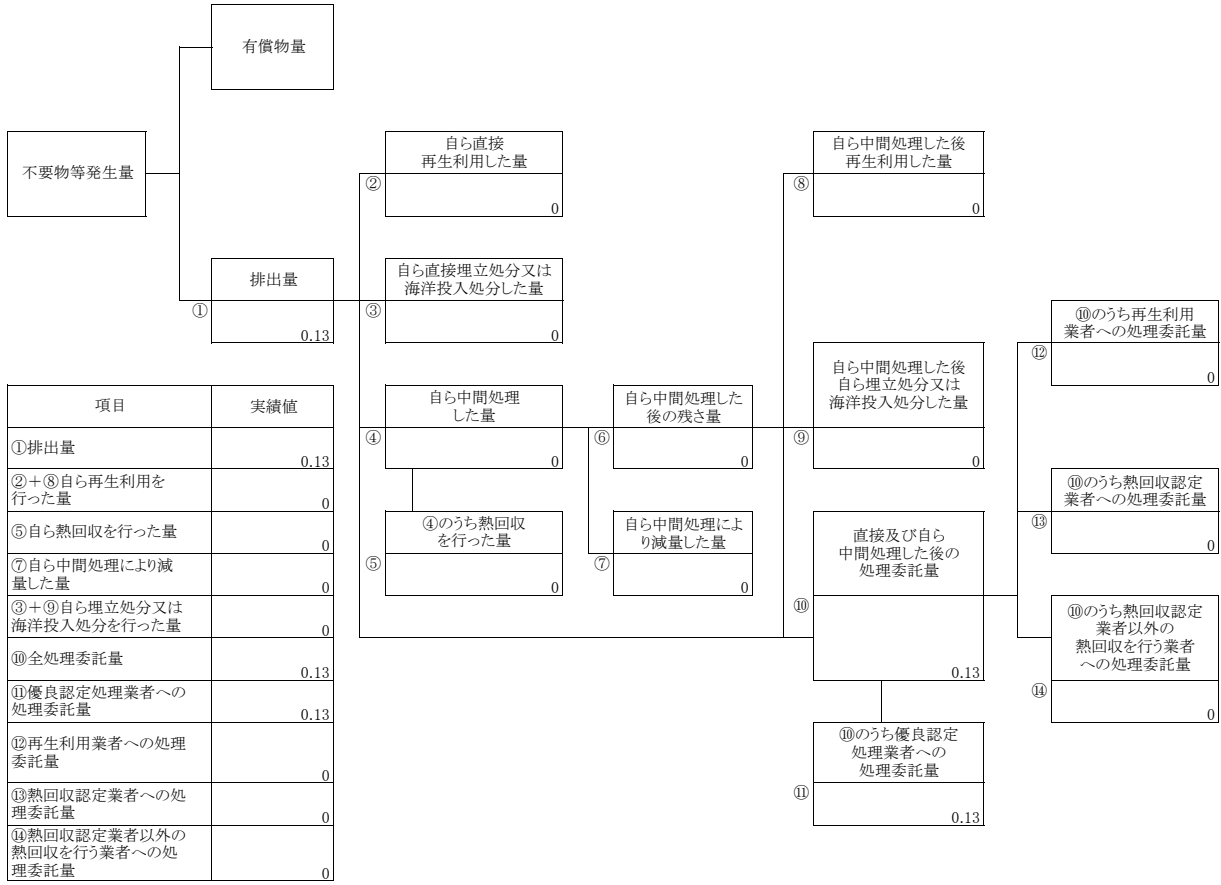 有償物量
不要物等発生量
自ら直接
再生利用した量
②
0
自ら中間処理した後
再生利用した量
⑧
0
排出量
①
0.13
自ら直接埋立処分又は
海洋投入処分した量
③
0
⑩のうち再生利用
業者への処理委託量
⑫
0
自ら中間処理した後
自ら埋立処分又は
海洋投入処分した量
⑨
0
自ら中間処理
した量
④
0
自ら中間処理した
後の残さ量
⑥
0
⑩のうち熱回収認定
業者への処理委託量
⑬
0
④のうち熱回収
を行った量
⑤
0
自ら中間処理によ
り減量した量
⑦
0
直接及び自ら
中間処理した後の
処理委託量
⑩
0.13
⑩のうち熱回収認定
業者以外の
熱回収を行う業者
への処理委託量
⑭
0
⑩のうち優良認定
処理業者への
処理委託量
⑪
0.13
項目 実績値
①排出量
0.13
②＋⑧自ら再生利用を
行った量
0
⑤自ら熱回収を行った量
0
⑦自ら中間処理により減
量した量
0
③＋⑨自ら埋立処分又は
海洋投入処分を行った量
0
⑩全処理委託量
0.13
⑪優良認定処理業者への
処理委託量
0.13
⑫再生利用業者への処理
委託量
0
⑬熱回収認定業者への処
理委託量
0
⑭熱回収認定業者以外の
熱回収を行う業者への処
理委託量
0